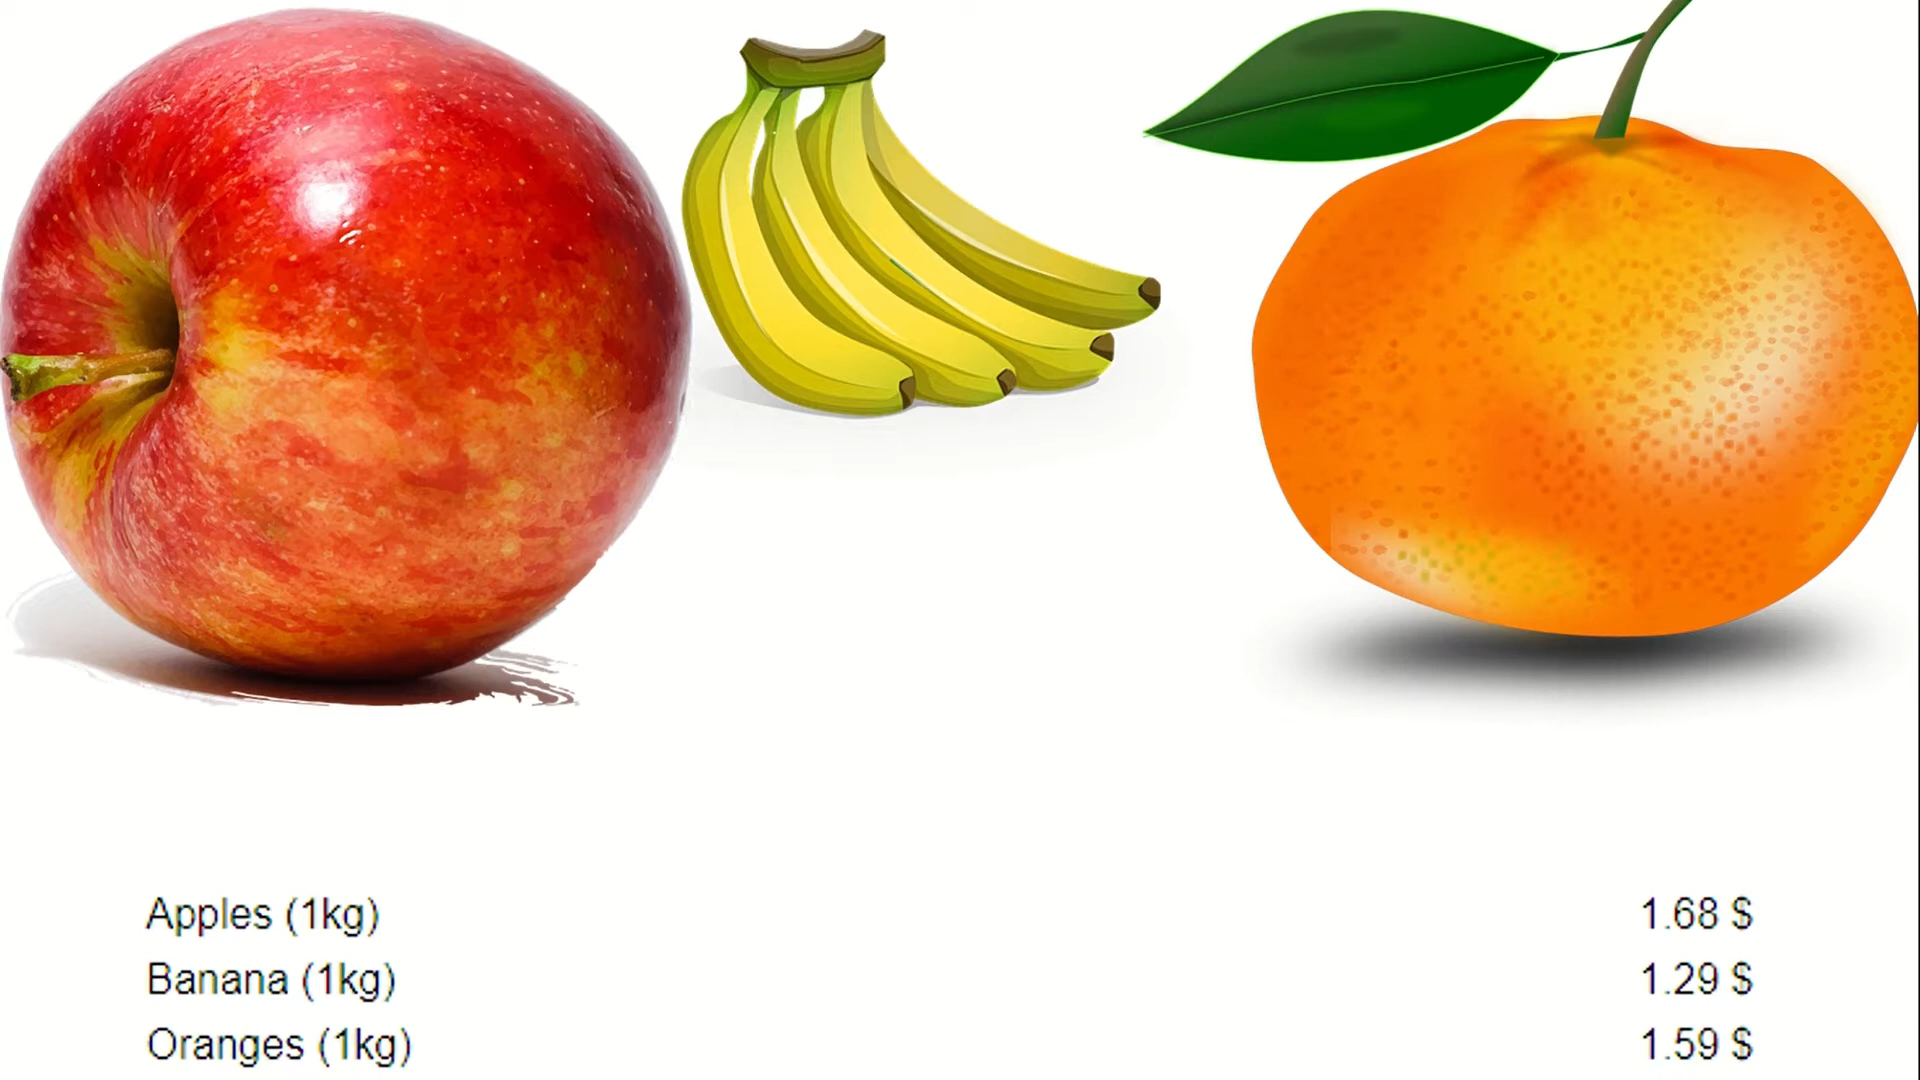 Apples (1kg) 1.68 $
Banana (1kg) 1.29 $
Oranges (1kg) 1.59 $